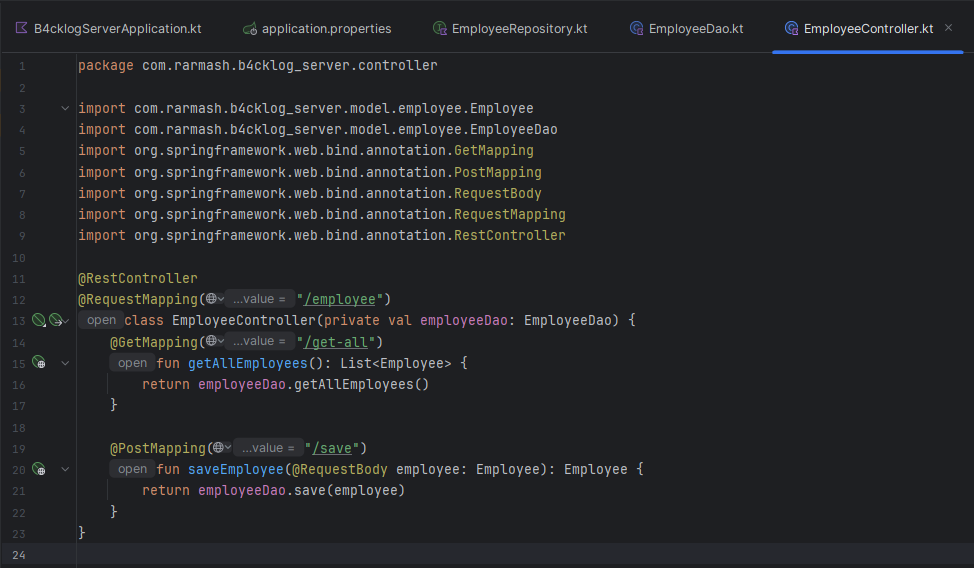 B4cklogServerApplication.kt application.properties EmployeeRepository.kt EmployeeDao.kt EmployeeController.kt
1 package com.rarmash.b4cklog_server.controller
2
3 import com.rarmash.b4cklog_server.model.employee.Employee
4 import com.rarmash.b4cklog_server.model.employee.EmployeeDao
5 import org.springframework.web.bind.annotation.GetMapping
6 import org.springframework.web.bind.annotation.PostMapping
7 import org.springframework.web.bind.annotation.RequestBody
8 import org.springframework.web.bind.annotation.RequestMapping
9 import org.springframework.web.bind.annotation.RestController
10
11 @RestController
12 @RequestMapping( ...value = "/employee")
13 open class EmployeeController(private val employeeDao: EmployeeDao) {
14 @GetMapping( ...value = "/get-all")
15 open fun getAllEmployees(): List<Employee> {
16 return employeeDao.getAllEmployees()
17 }
18
19 @PostMapping( ...value = "/save")
20 open fun saveEmployee(@RequestBody employee: Employee): Employee {
21 return employeeDao.save(employee)
22 }
23 }
24